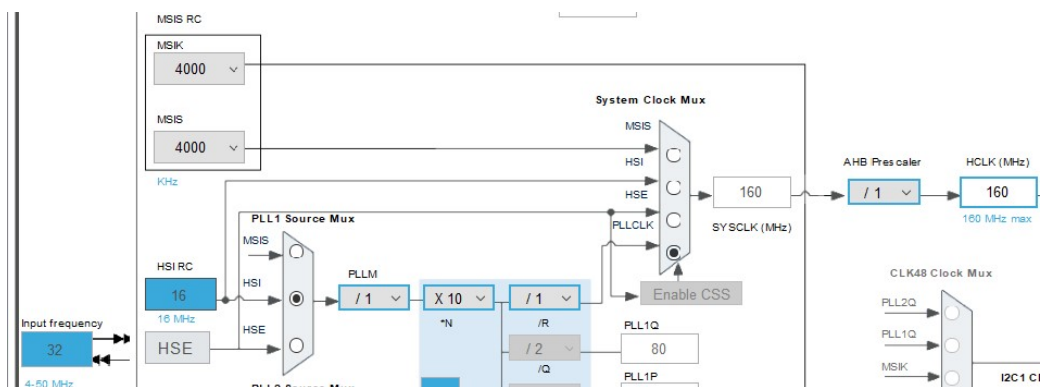 MSIS RC
MSIK
4000
MSIS
4000
KHz
System Clock Mux
MSIS
HSI
HSE
PLLCLK
160
SYSCLK (MHz)
AHB Prescaler
/ 1
HCLK (MHz)
160
160 MHz max
PLL1 Source Mux
MSIS
HSI
HSE
HSI RC
16
16 MHz
HSE
Input frequency
32
4-50 MHz
PLLM
/ 1
X 10
*N
/ 1
/R
/ 2
/Q
Enable CSS
PLL1Q
80
PLL1P
CLK48 Clock Mux
PLL2Q
PLL1Q
MSIK
I2C1 Cl